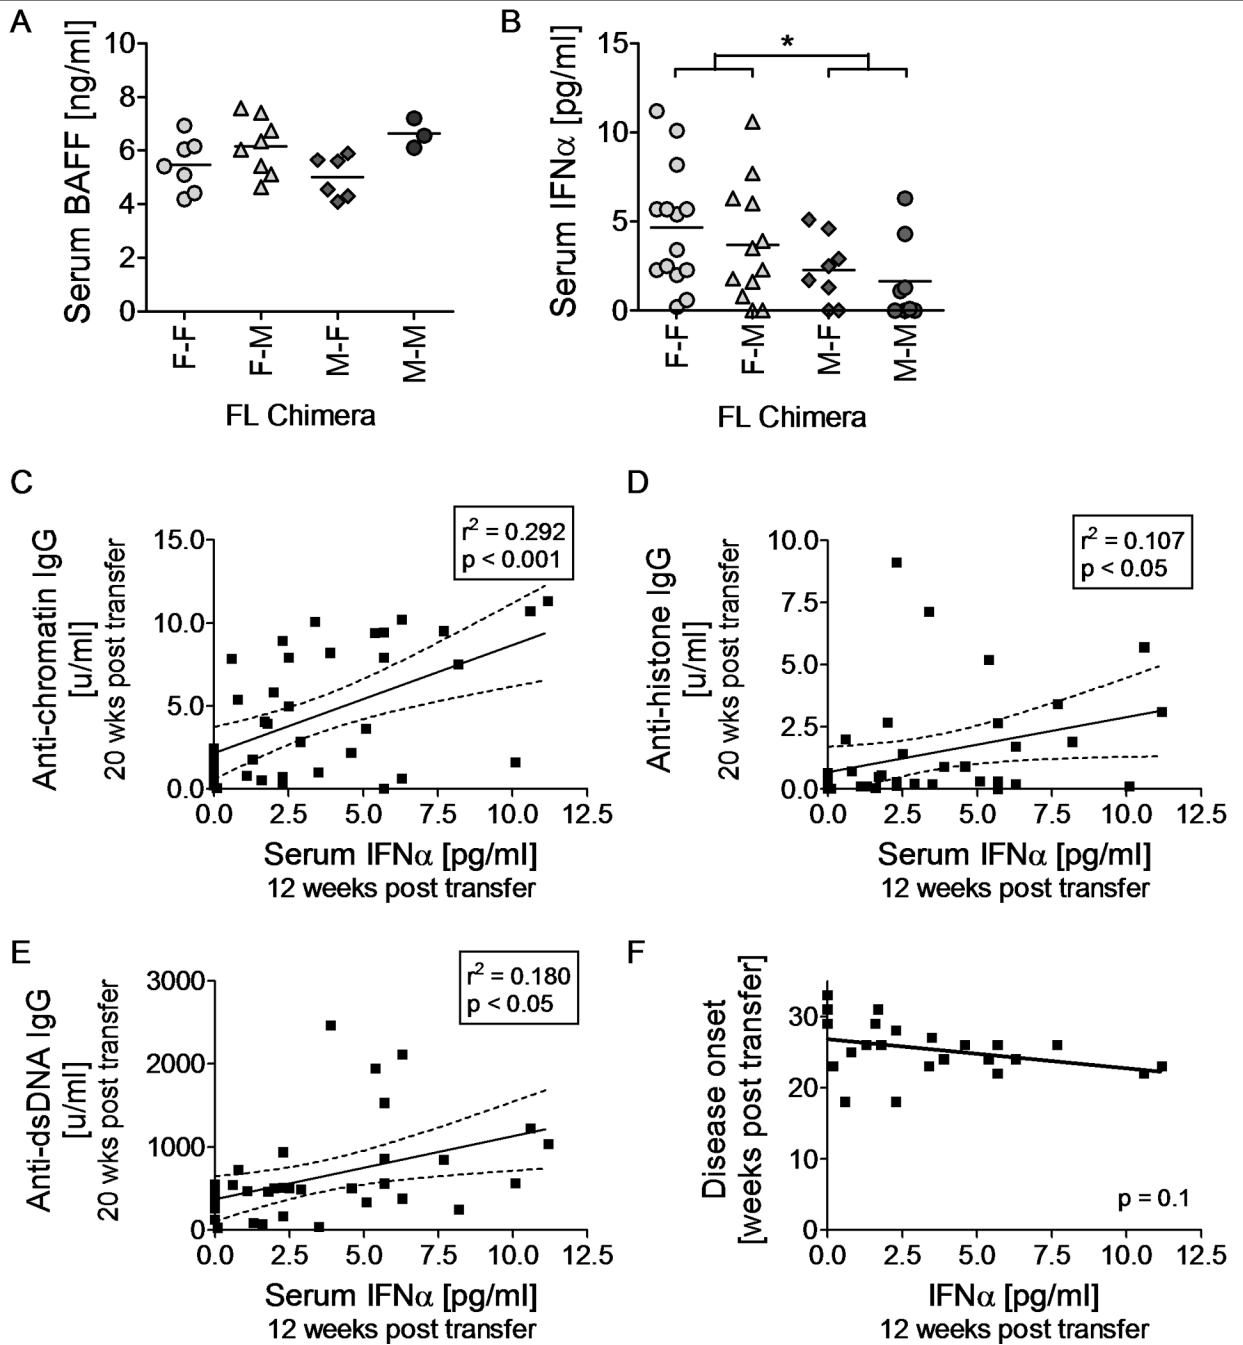 A
Serum BAFF [ng/ml]
10
8
6
4
2
0
F-F
F-M
M-F
M-M
FL Chimera
B
Serum IFNα [pg/ml]
15
10
5
0
*
F-F
F-M
M-F
M-M
FL Chimera
C
Anti-chromatin IgG
[u/ml]
20 wks post transfer
r² = 0.292
p < 0.001
15.0
10.0
5.0
0.0
0.0 2.5 5.0 7.5 10.0 12.5
Serum IFNα [pg/ml]
12 weeks post transfer
D
Anti-histone IgG
[u/ml]
20 wks post transfer
r² = 0.107
p < 0.05
10.0
7.5
5.0
2.5
0.0
0.0 2.5 5.0 7.5 10.0 12.5
Serum IFNα [pg/ml]
12 weeks post transfer
E
Anti-dsDNA IgG
[u/ml]
20 wks post transfer
r² = 0.180
p < 0.05
3000
2000
1000
0
0.0 2.5 5.0 7.5 10.0 12.5
Serum IFNα [pg/ml]
12 weeks post transfer
F
Disease onset
[weeks post transfer]
30
20
10
0
p = 0.1
0.0 2.5 5.0 7.5 10.0 12.5
IFNα [pg/ml]
12 weeks post transfer